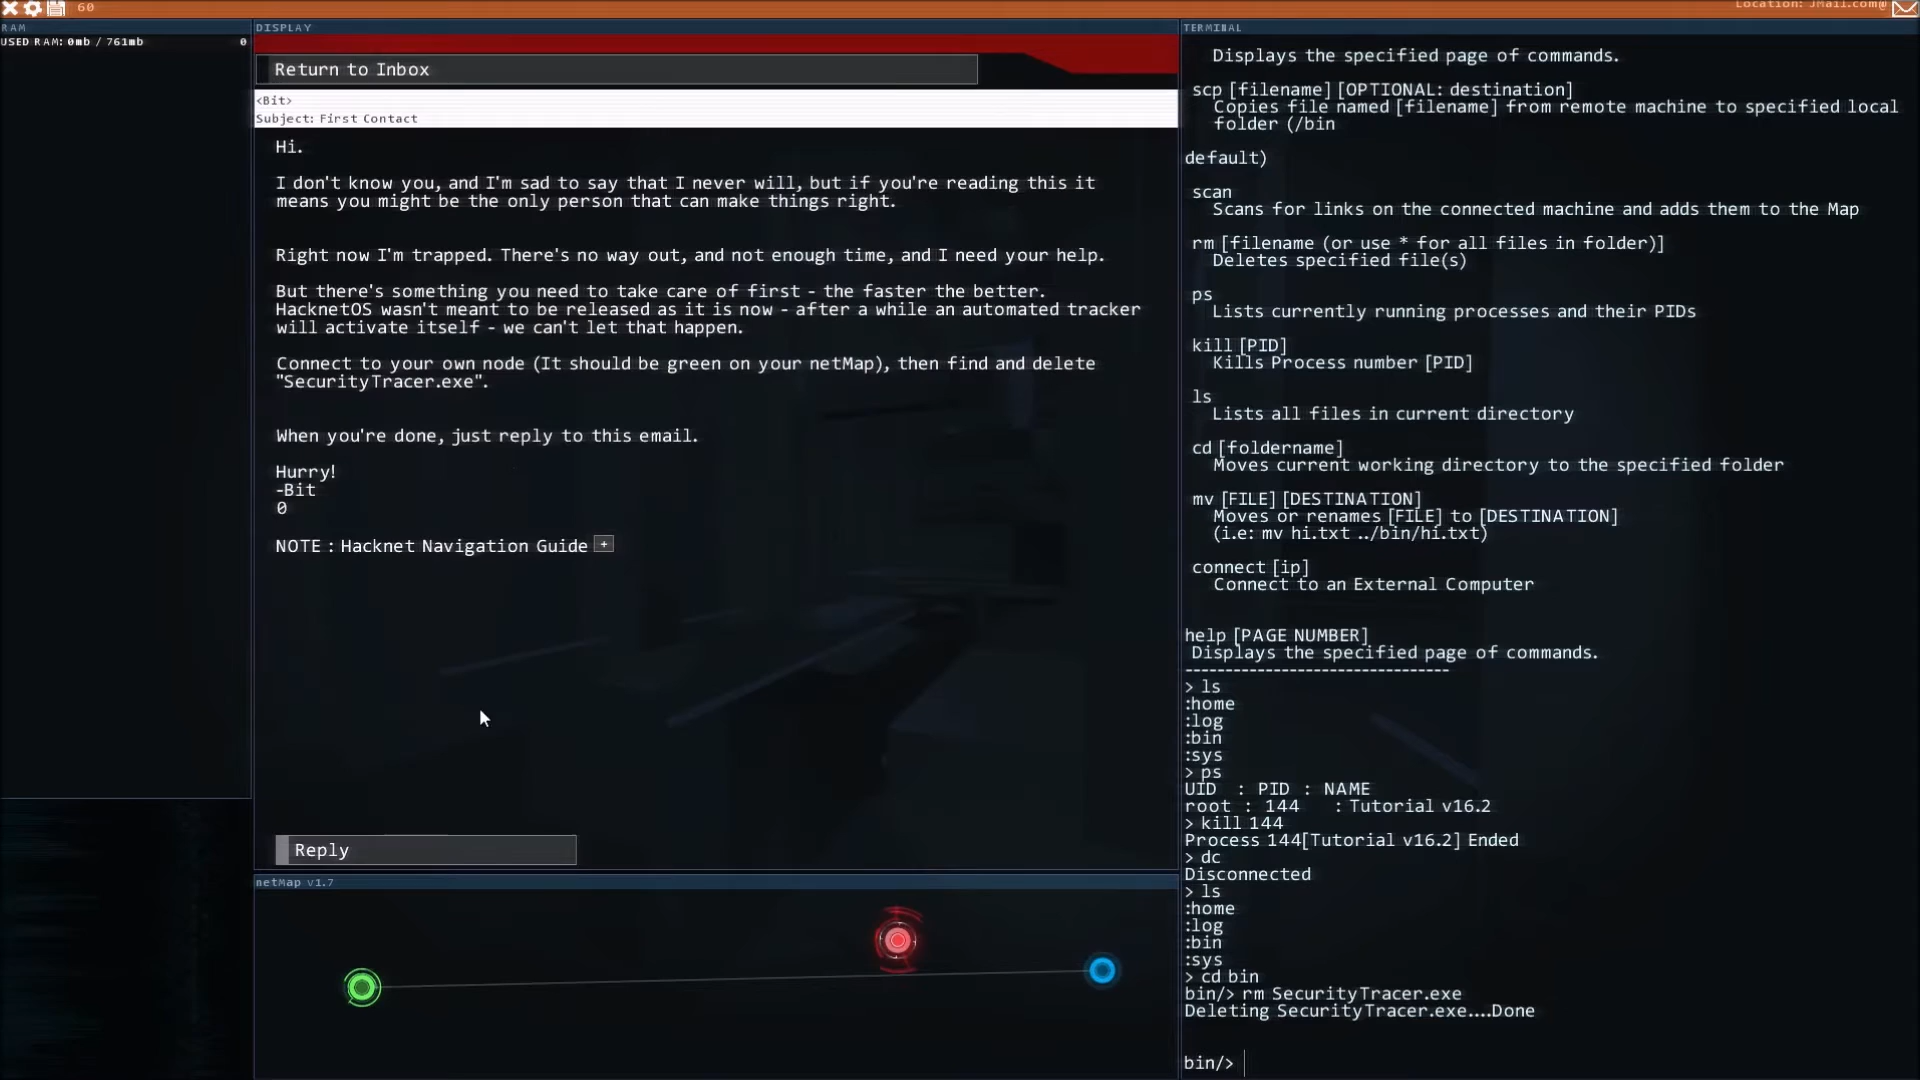 60
Location: JMail.com@
RAM
USED RAM: 0mb / 761mb
0
DISPLAY
Return to Inbox
<Bit>
Subject: First Contact
Hi.
I don't know you, and I'm sad to say that I never will, but if you're reading this it
means you might be the only person that can make things right.
Right now I'm trapped. There's no way out, and not enough time, and I need your help.
But there's something you need to take care of first - the faster the better.
HacknetOS wasn't meant to be released as it is now - after a while an automated tracker
will activate itself - we can't let that happen.
Connect to your own node (It should be green on your netMap), then find and delete
"SecurityTracer.exe".
When you're done, just reply to this email.
Hurry!
-Bit
0
NOTE : Hacknet Navigation Guide +
Reply
netMap v1.7
TERMINAL
Displays the specified page of commands.
scp [filename] [OPTIONAL: destination]
Copies file named [filename] from remote machine to specified local
folder (/bin
default)
scan
Scans for links on the connected machine and adds them to the Map
rm [filename (or use * for all files in folder)]
Deletes specified file(s)
ps
Lists currently running processes and their PIDs
kill [PID]
Kills Process number [PID]
ls
Lists all files in current directory
cd [foldername]
Moves current working directory to the specified folder
mv [FILE] [DESTINATION]
Moves or renames [FILE] to [DESTINATION]
(i.e: mv hi.txt ../bin/hi.txt)
connect [ip]
Connect to an External Computer
help [PAGE NUMBER]
Displays the specified page of commands.
---------------------------------
> ls
:home
:log
:bin
:sys
> ps
UID : PID : NAME
root : 144 : Tutorial v16.2
> kill 144
Process 144[Tutorial v16.2] Ended
> dc
Disconnected
> ls
:home
:log
:bin
:sys
> cd bin
bin/> rm SecurityTracer.exe
Deleting SecurityTracer.exe....Done
bin/>